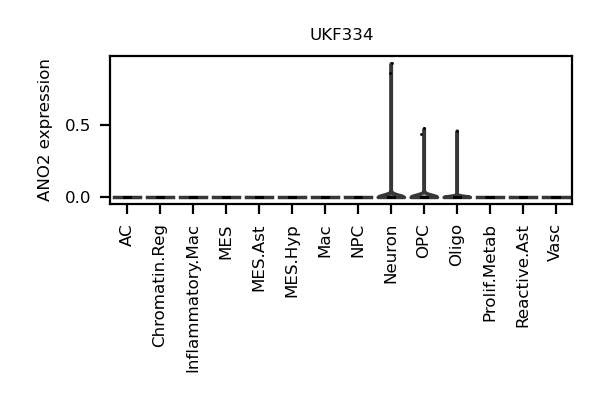 UKF334
ANO2 expression
0.5
0.0
AC
Chromatin.Reg
Inflammatory.Mac
MES
MES.Ast
MES.Hyp
Mac
NPC
Neuron
OPC
Oligo
Prolif.Metab
Reactive.Ast
Vasc